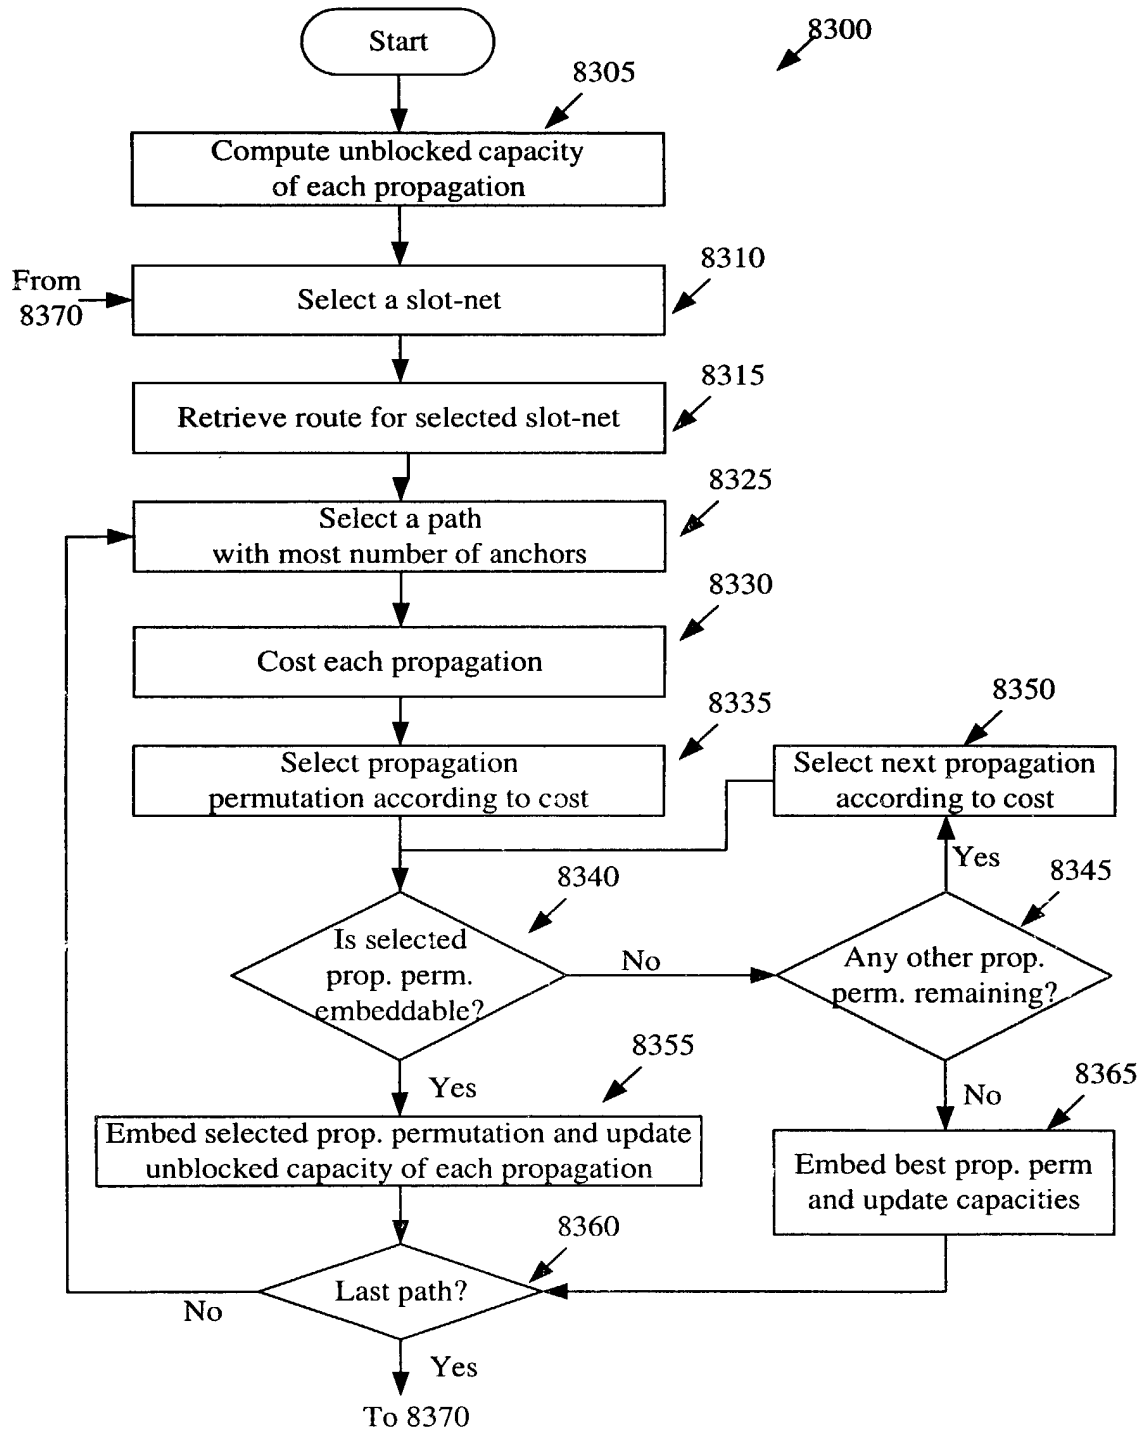 Start
8300
8305
Compute unblocked capacity
of each propagation
8310
From
8370
Select a slot-net
8315
Retrieve route for selected slot-net
8325
Select a path
with most number of anchors
8330
Cost each propagation
8335
Select propagation
permutation according to cost
8350
Select next propagation
according to cost
Yes
8340
8345
Is selected
prop. perm.
embeddable?
No
Any other prop.
perm. remaining?
8355
Yes
No
8365
Embed selected prop. permutation and update
unblocked capacity of each propagation
Embed best prop. perm
and update capacities
8360
Last path?
No
Yes
To 8370